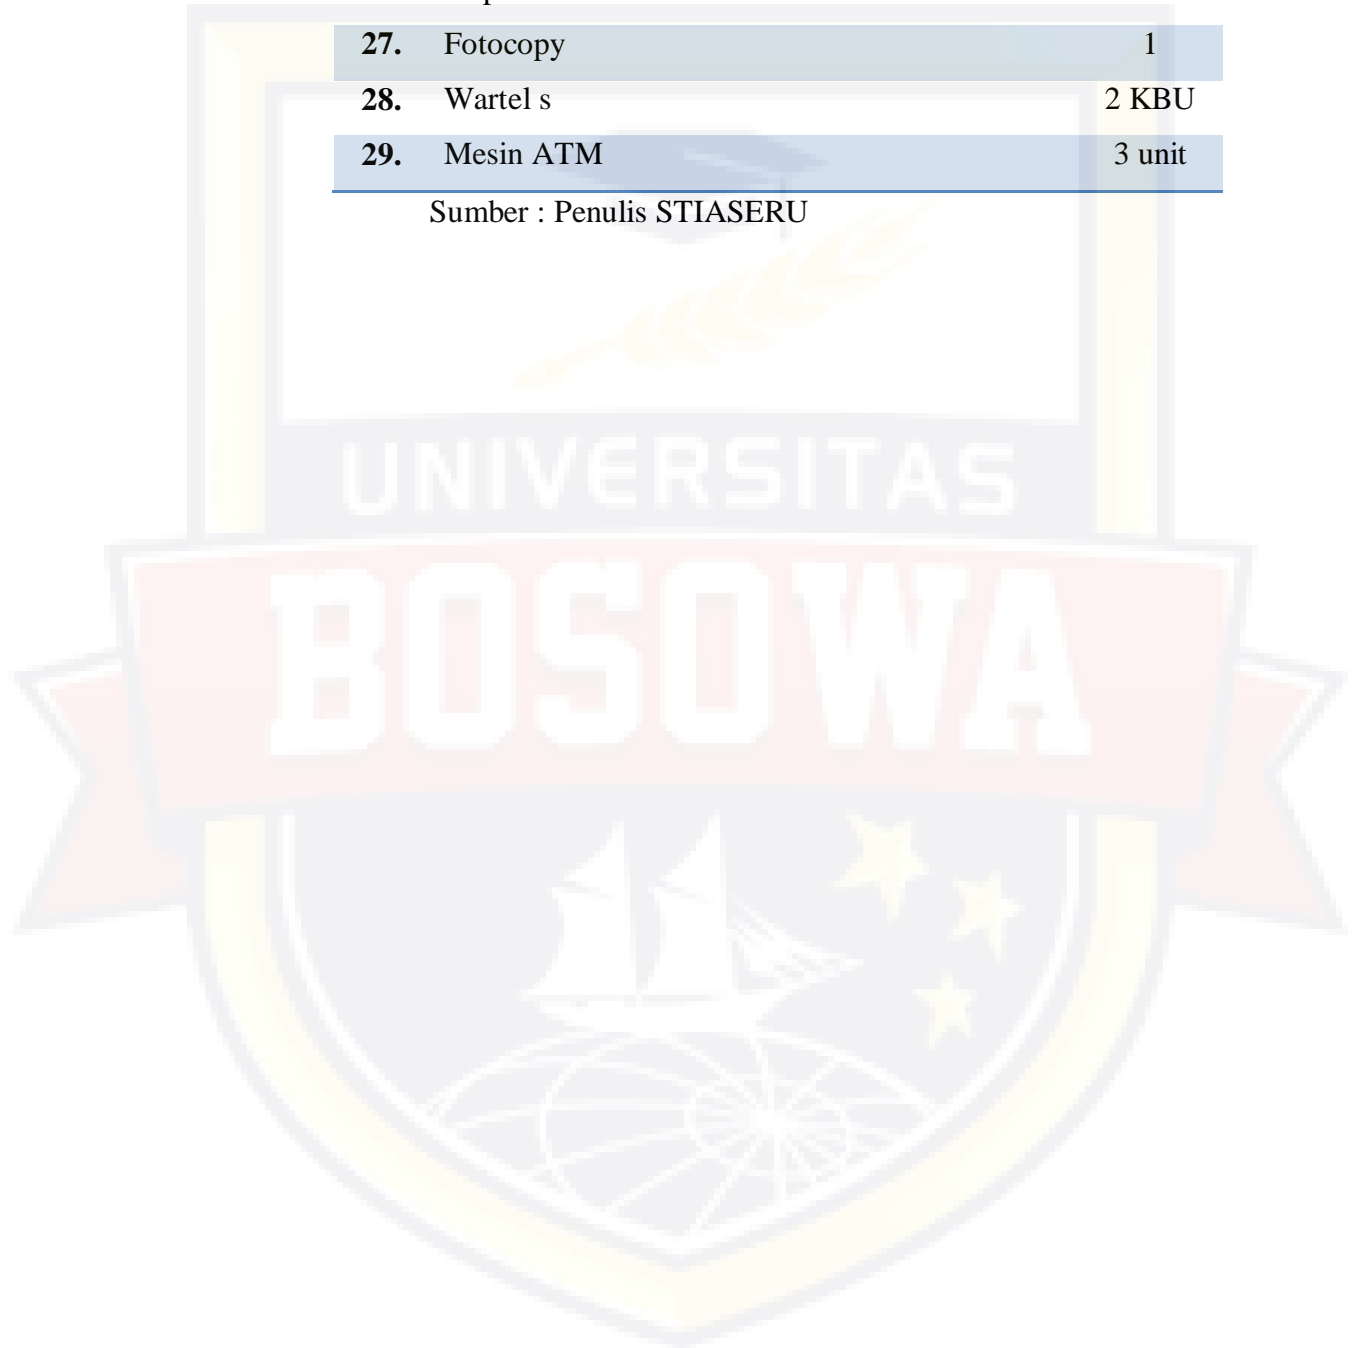 27. Fotocopy 1
28. Wartel s 2 KBU
29. Mesin ATM 3 unit
Sumber : Penulis STIASERU
UNIVERSITAS
BOSOWA